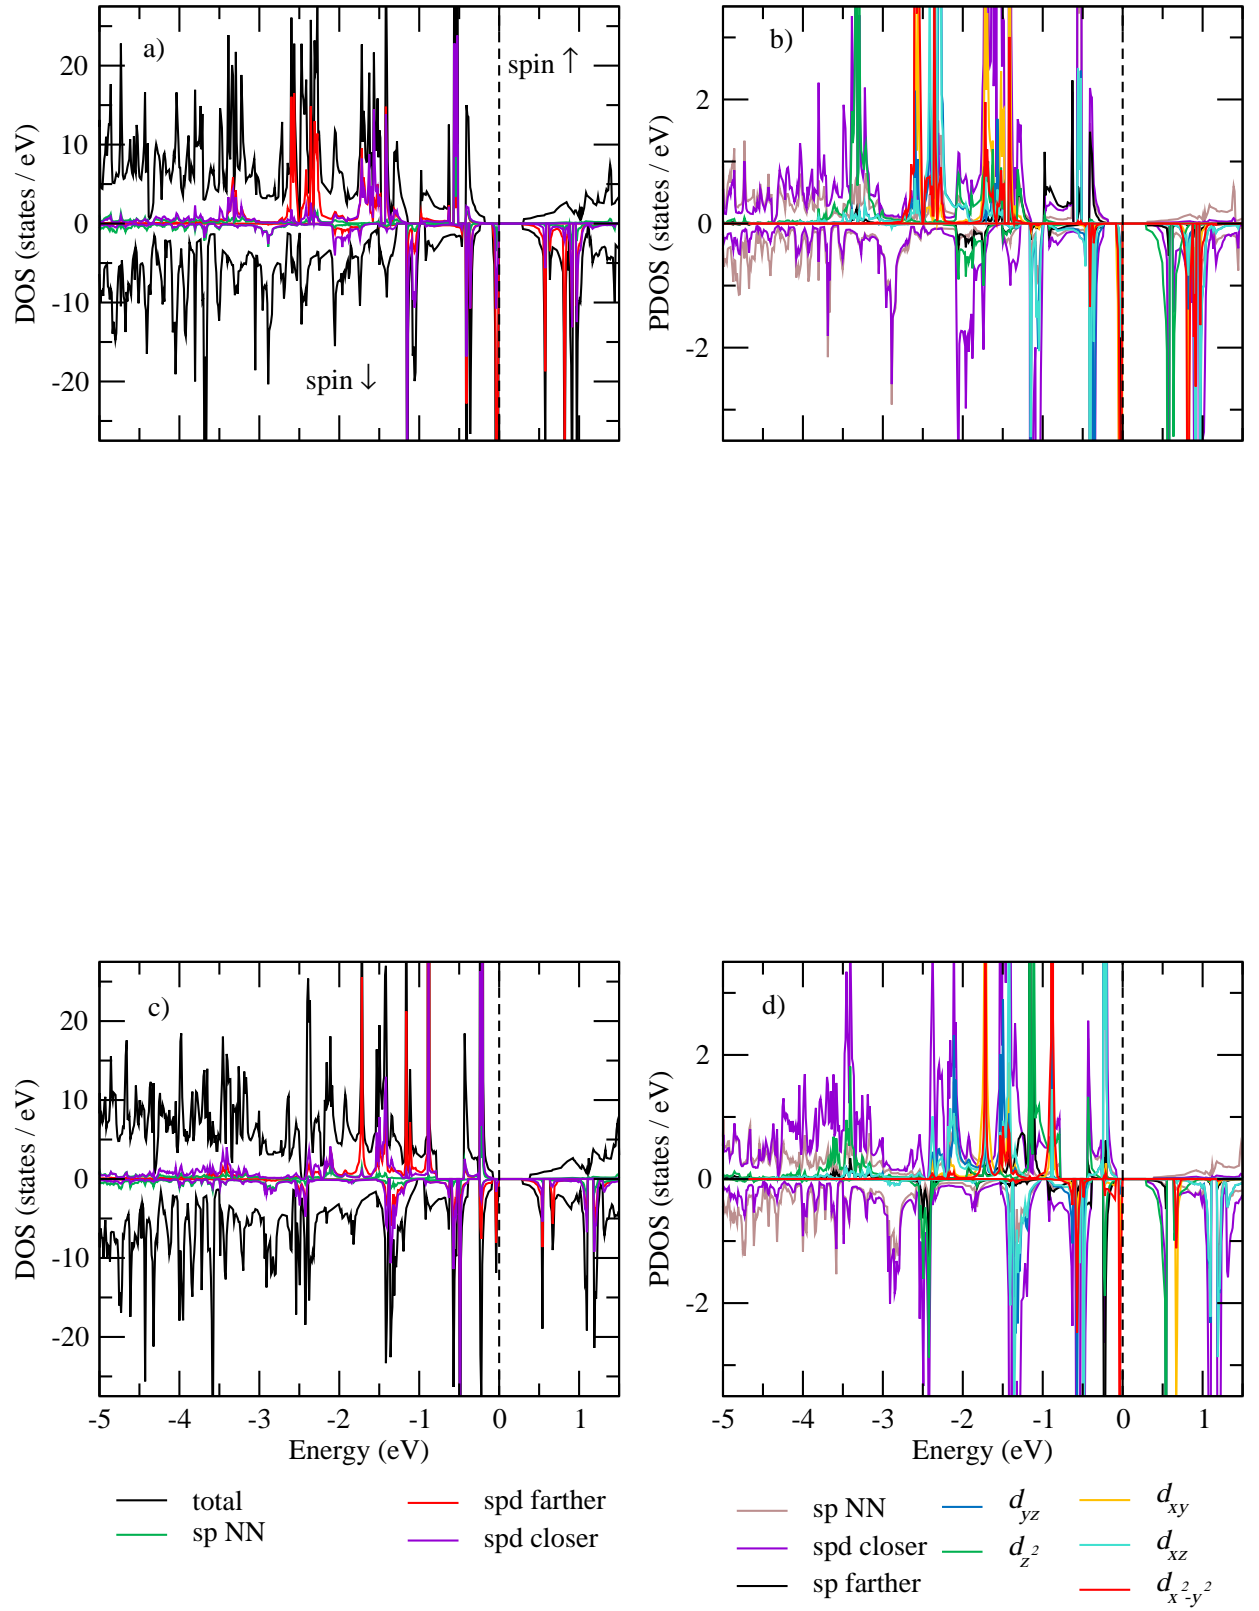 a)
spin ↑
b)
20
10
0
-10
-20
DOS (states / eV)
spin ↓
2
0
-2
PDOS (states / eV)
c)
d)
20
10
0
-10
-20
DOS (states / eV)
2
0
-2
PDOS (states / eV)
-5 -4 -3 -2 -1 0 1
-5 -4 -3 -2 -1 0 1
Energy (eV)
Energy (eV)
total
sp NN
spd farther
spd closer
sp NN
spd closer
sp farther
d_yz
d_z²
d_xy
d_xz
d_x²-y²